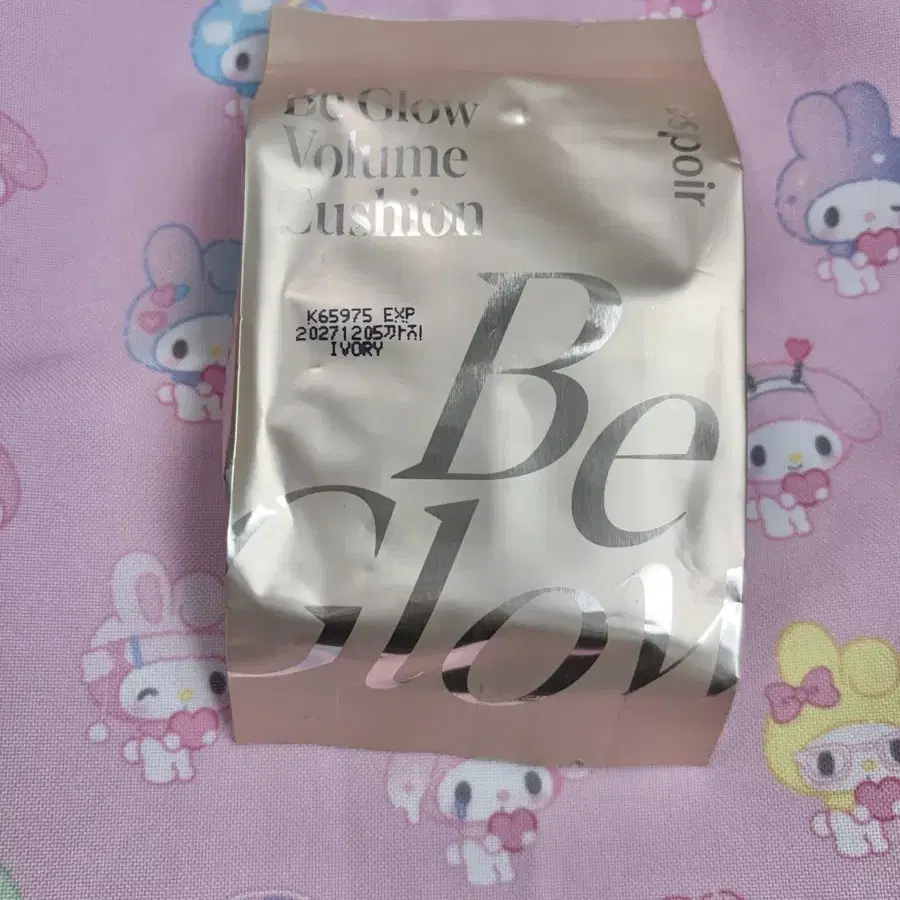 Be Glow
Volume
Cushion
espoir
K65975 EXP
20271205까지
IVORY
Be
Glow